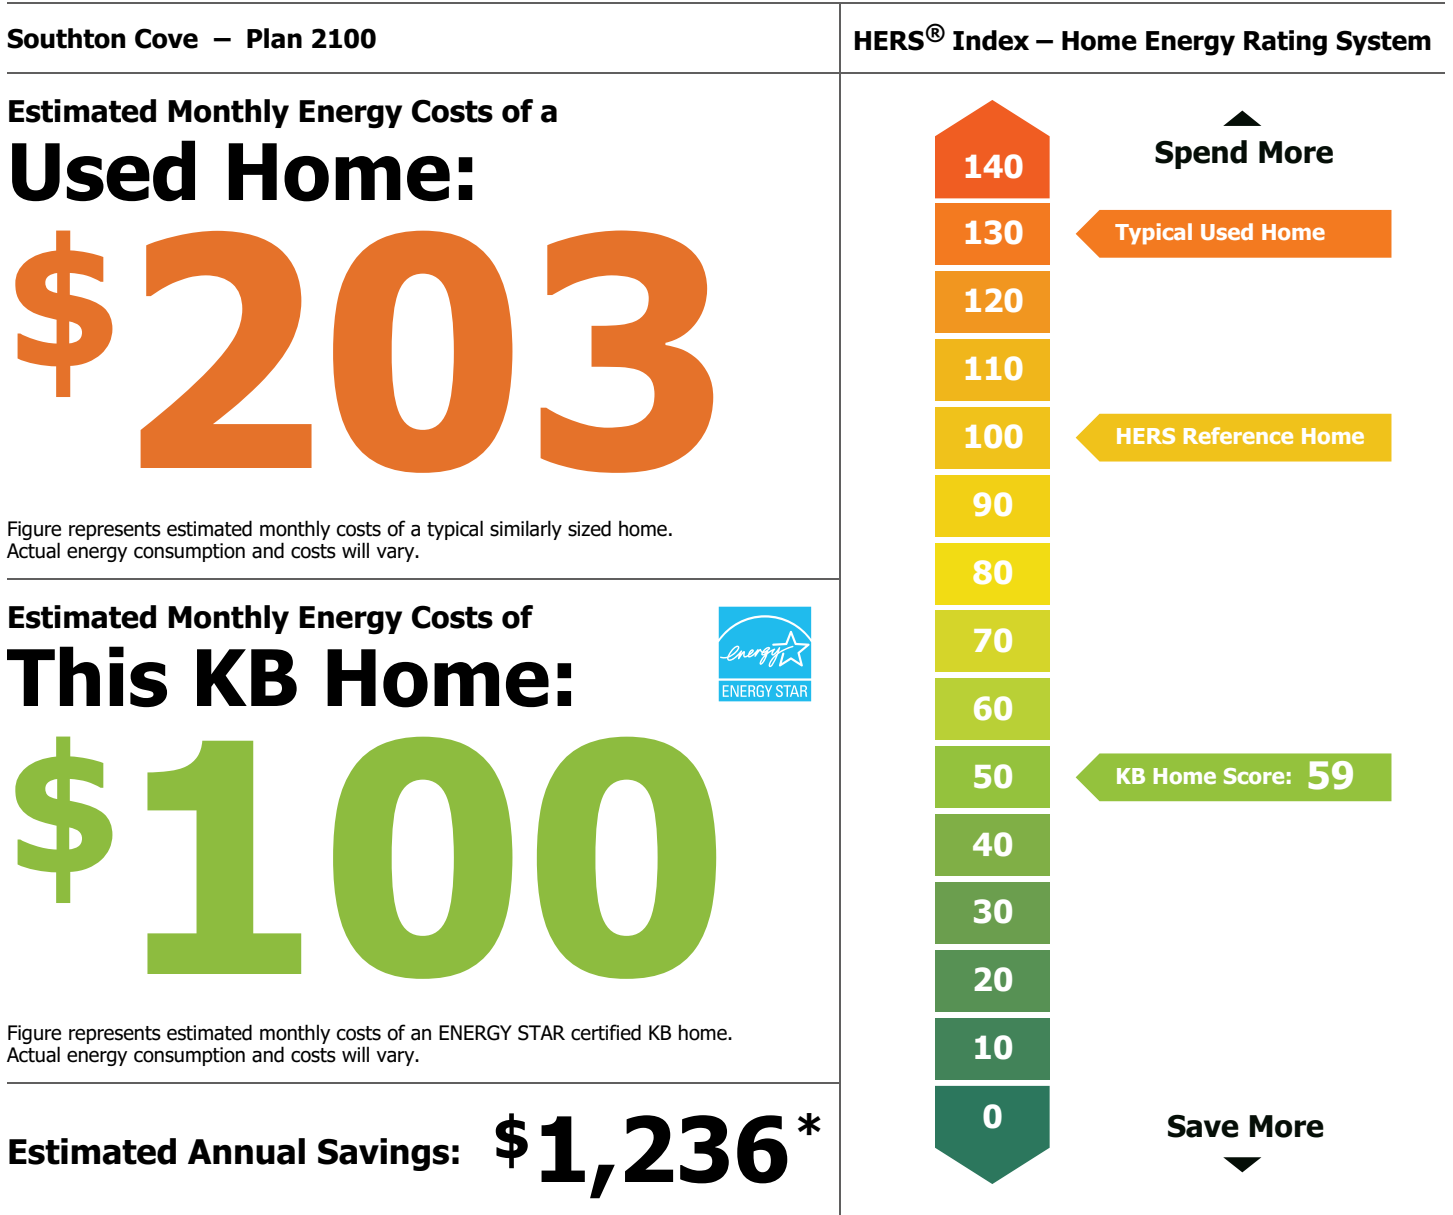 Southton Cove – Plan 2100
Estimated Monthly Energy Costs of a
Used Home:
$203
Figure represents estimated monthly costs of a typical similarly sized home.
Actual energy consumption and costs will vary.
Estimated Monthly Energy Costs of
This KB Home:
energy
ENERGY STAR
$100
Figure represents estimated monthly costs of an ENERGY STAR certified KB home.
Actual energy consumption and costs will vary.
Estimated Annual Savings: $1,236*
HERS® Index – Home Energy Rating System
Spend More
140
130 Typical Used Home
120
110
100 HERS Reference Home
90
80
70
60
50 KB Home Score: 59
40
30
20
10
0
Save More